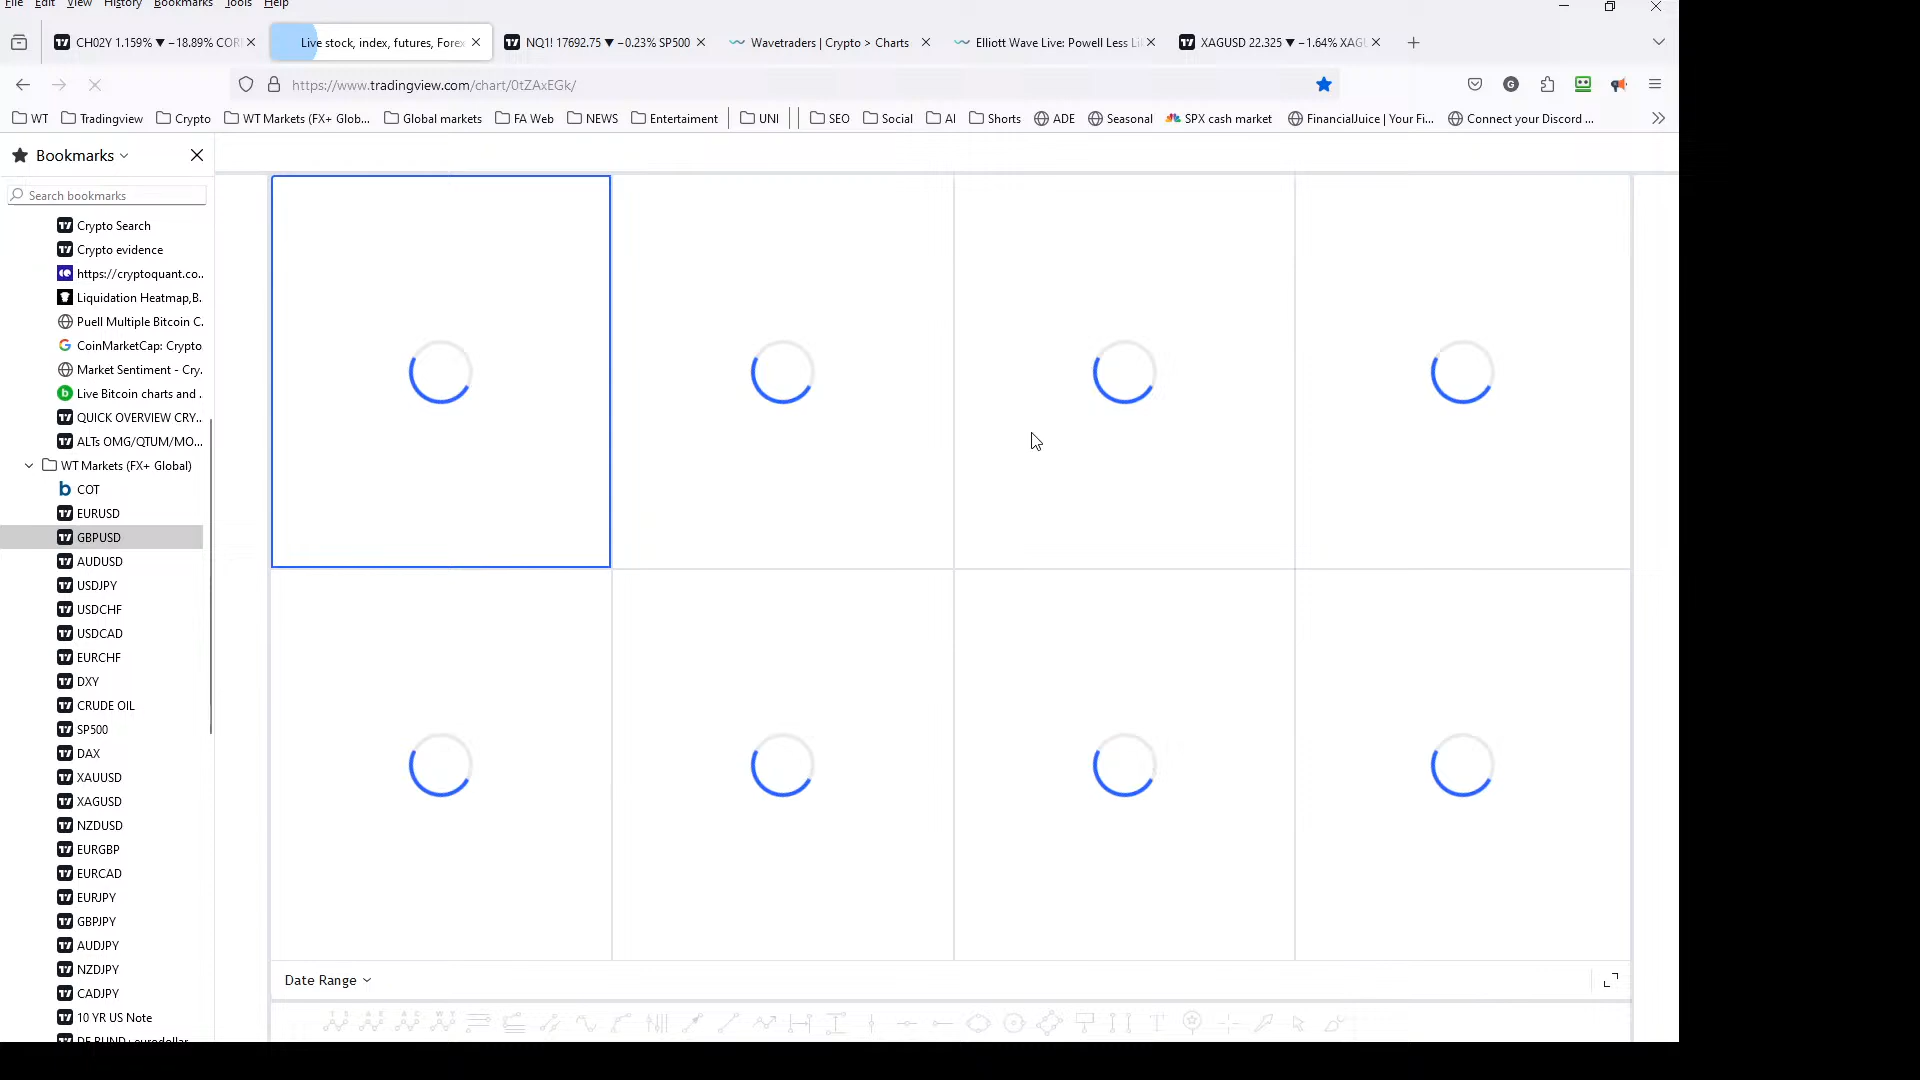 File Edit View History Bookmarks Tools Help
CH02Y 1.159% ▼ −18.89% COR
Live stock, index, futures, Forex
NQ1! 17692.75 ▼ −0.23% SP500
Wavetraders | Crypto > Charts
Elliott Wave Live: Powell Less Li
XAGUSD 22.325 ▼ −1.64% XAG
https://www.tradingview.com/chart/0tZAxEGk/
WT Tradingview Crypto WT Markets (FX+ Glob... Global markets FA Web NEWS Entertaiment UNI SEO Social AI Shorts ADE Seasonal SPX cash market FinancialJuice | Your Fi... Connect your Discord ...
Bookmarks
Search bookmarks
Crypto Search
Crypto evidence
https://cryptoquant.co...
Liquidation Heatmap,B...
Puell Multiple Bitcoin C...
CoinMarketCap: Crypto
Market Sentiment - Cry...
Live Bitcoin charts and ...
QUICK OVERVIEW CRY...
ALTs OMG/QTUM/MO...
WT Markets (FX+ Global)
COT
EURUSD
GBPUSD
AUDUSD
USDJPY
USDCHF
USDCAD
EURCHF
DXY
CRUDE OIL
SP500
DAX
XAUUSD
XAGUSD
NZDUSD
EURGBP
EURCAD
EURJPY
GBPJPY
AUDJPY
NZDJPY
CADJPY
10 YR US Note
DE BUND+eurodollar
Date Range